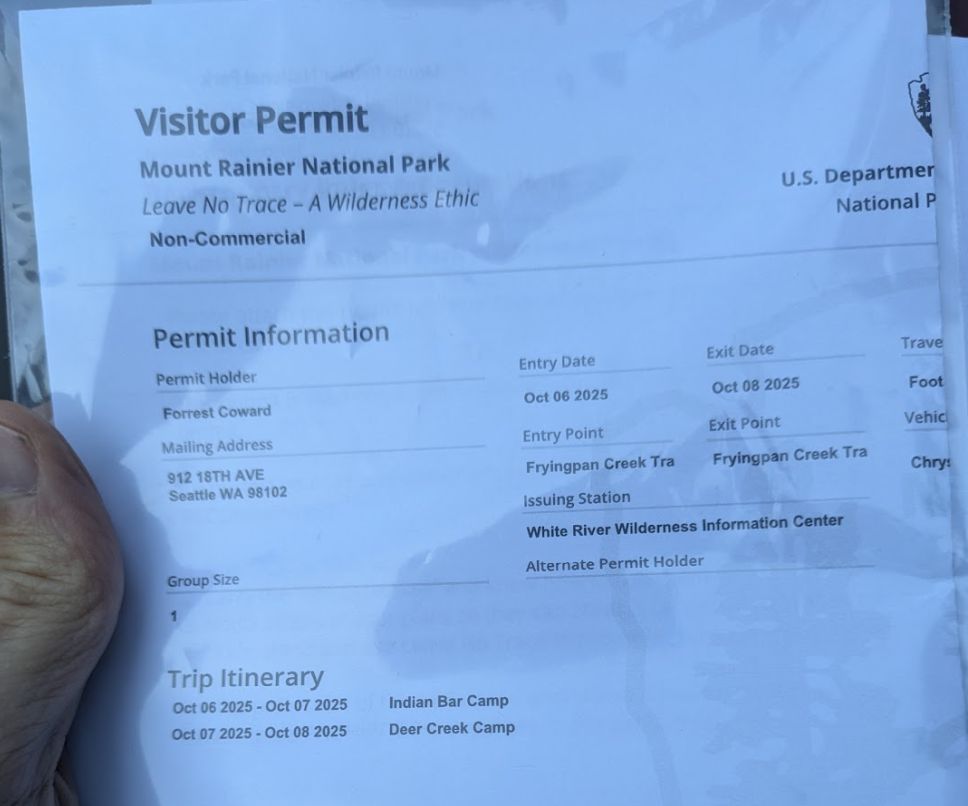 Visitor Permit
Mount Rainier National Park
Leave No Trace – A Wilderness Ethic
Non-Commercial
U.S.
National
Permit Information
Permit Holder
Forrest Coward
Mailing Address
912 18TH AVE
Seattle WA 98102
Group Size
1
Entry Date
Oct 06 2025
Entry Point
Fryingpan Creek Tra
Exit Date
Oct 08 2025
Exit Point
Fryingpan Creek Tra
Issuing Station
White River Wilderness Information Center
Alternate Permit Holder
Foot
Trip Itinerary
Oct 06 2025 - Oct 07 2025 Indian Bar Camp
Oct 07 2025 - Oct 08 2025 Deer Creek Camp